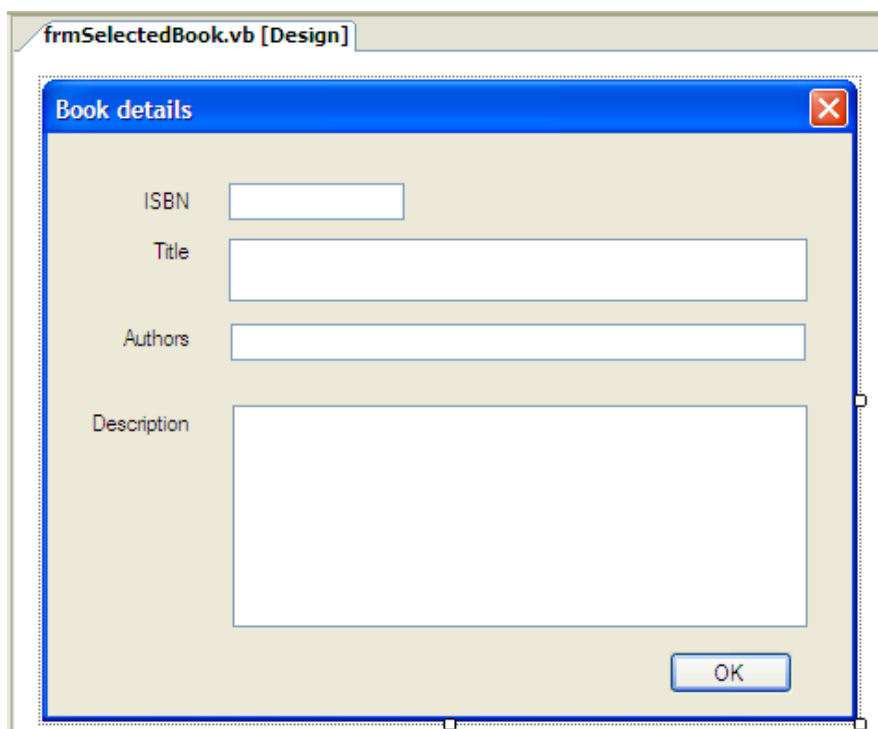 frmSelectedBook.vb [Design]
Book details
ISBN
Title
Authors
Description
OK